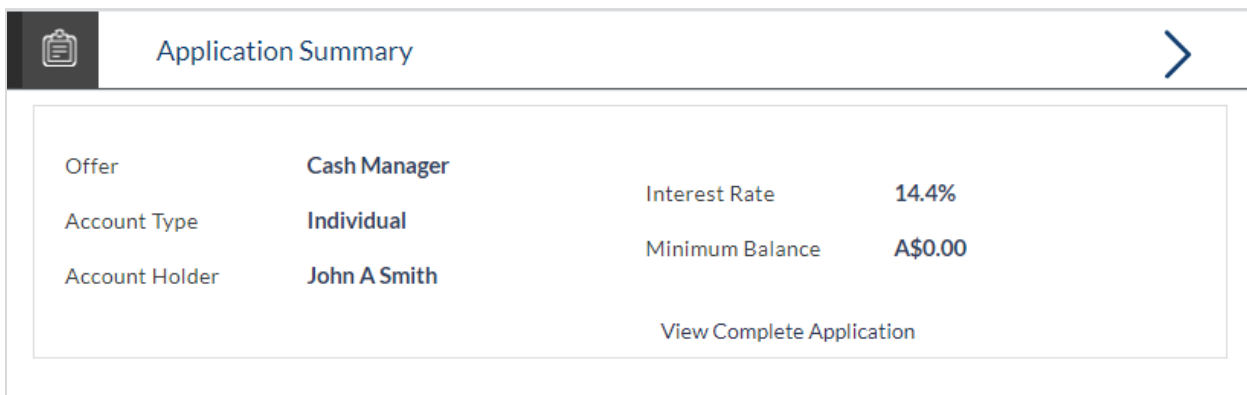 Application Summary
Offer Cash Manager
Account Type Individual
Account Holder John A Smith
Interest Rate 14.4%
Minimum Balance A$0.00
View Complete Application